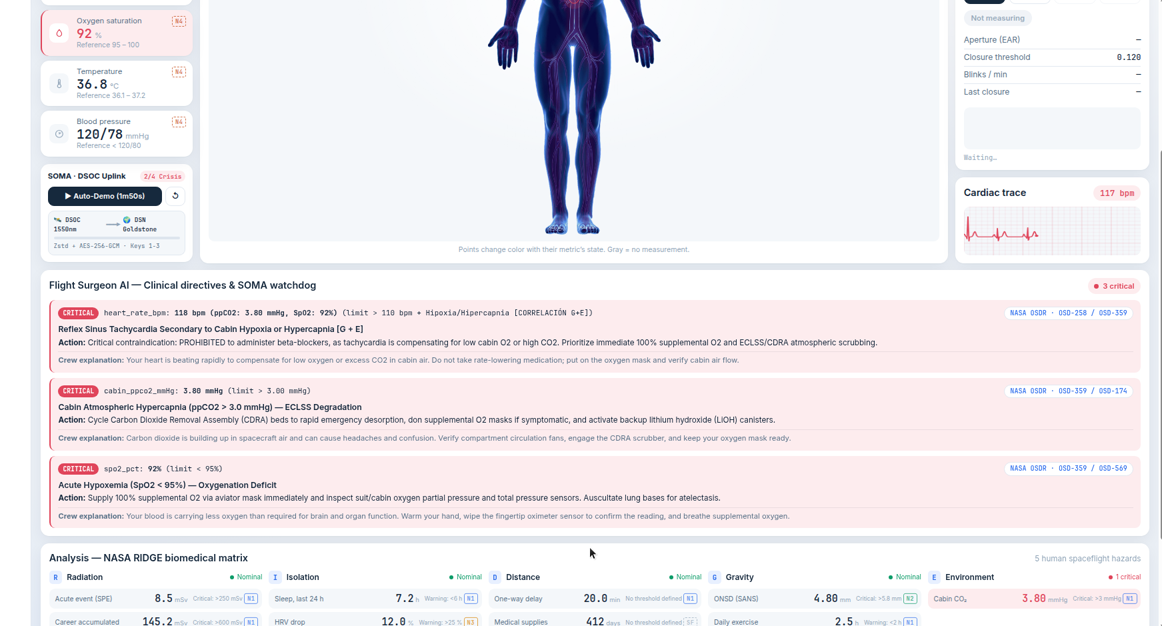 Oxygen saturation
N4
92 %
Reference 95 – 100
Temperature
N4
36.8 °C
Reference 36.1 – 37.2
Blood pressure
N4
120/78 mmHg
Reference < 120/80
SOMA · DSOC Uplink
2/4 Crisis
▶ Auto-Demo (1m50s)
DSOC
1550nm
DSN
Goldstone
Zstd + AES-256-GCM · Keys 1-3
Points change color with their metric's state. Gray = no measurement.
Not measuring
Aperture (EAR) –
Closure threshold 0.120
Blinks / min –
Last closure –
Waiting…
Cardiac trace
117 bpm
Flight Surgeon AI — Clinical directives & SOMA watchdog
3 critical
CRITICAL heart_rate_bpm: 118 bpm (ppCO2: 3.80 mmHg, SpO2: 92%) (limit > 110 bpm + Hipoxia/Hipercapnia [CORRELACIÓN G+E])
NASA OSDR · OSD-258 / OSD-359
Reflex Sinus Tachycardia Secondary to Cabin Hypoxia or Hypercapnia [G + E]
Action: Critical contraindication: PROHIBITED to administer beta-blockers, as tachycardia is compensating for low cabin O2 or high CO2. Prioritize immediate 100% supplemental O2 and ECLSS/CDRA atmospheric scrubbing.
Crew explanation: Your heart is beating rapidly to compensate for low oxygen or excess CO2 in cabin air. Do not take rate-lowering medication; put on the oxygen mask and verify cabin air flow.
CRITICAL cabin_ppco2_mmHg: 3.80 mmHg (limit > 3.00 mmHg)
NASA OSDR · OSD-359 / OSD-174
Cabin Atmospheric Hypercapnia (ppCO2 > 3.0 mmHg) — ECLSS Degradation
Action: Cycle Carbon Dioxide Removal Assembly (CDRA) beds to rapid emergency desorption, don supplemental O2 masks if symptomatic, and activate backup lithium hydroxide (LiOH) canisters.
Crew explanation: Carbon dioxide is building up in spacecraft air and can cause headaches and confusion. Verify compartment circulation fans, engage the CDRA scrubber, and keep your oxygen mask ready.
CRITICAL spo2_pct: 92% (limit < 95%)
NASA OSDR · OSD-359 / OSD-569
Acute Hypoxemia (SpO2 < 95%) — Oxygenation Deficit
Action: Supply 100% supplemental O2 via aviator mask immediately and inspect suit/cabin oxygen partial pressure and total pressure sensors. Auscultate lung bases for atelectasis.
Crew explanation: Your blood is carrying less oxygen than required for brain and organ function. Warm your hand, wipe the fingertip oximeter sensor to confirm the reading, and breathe supplemental oxygen.
Analysis — NASA RIDGE biomedical matrix
5 human spaceflight hazards
R Radiation Nominal
I Isolation Nominal
D Distance Nominal
G Gravity Nominal
E Environment 1 critical
Acute event (SPE) 8.5 mSv Critical: >250 mSv N1
Sleep, last 24 h 7.2 h Warning: <6 h N1
One-way delay 20.0 min No threshold defined N1
ONSD (SANS) 4.80 mm Critical: >5.8 mm N2
Cabin CO₂ 3.80 mmHg Critical: >3 mmHg N1
Career accumulated 145.2 mSv Critical: >600 mSv N1
HRV drop 12.0 % Warning: >25 % N3
Medical supplies 412 days No threshold defined SF
Daily exercise 2.5 h Warning: <2 h N1